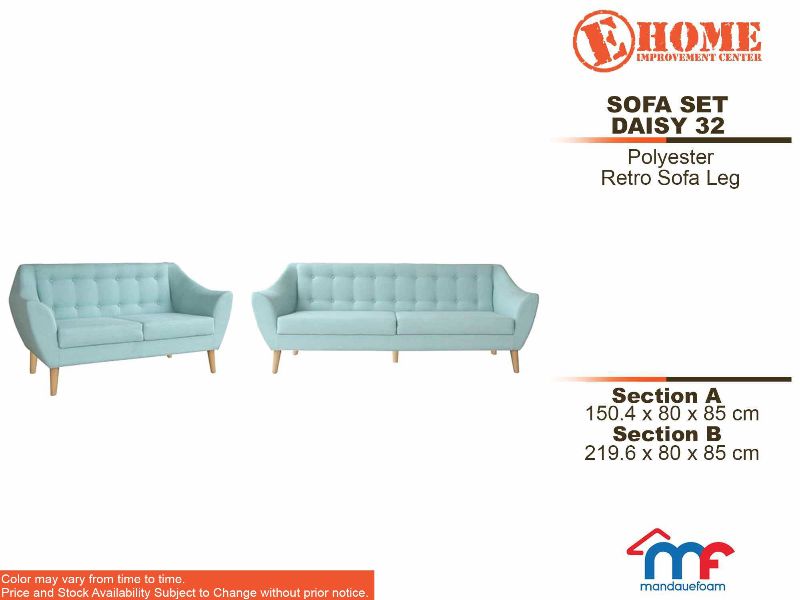 E HOME
IMPROVEMENT CENTER
SOFA SET
DAISY 32
Polyester
Retro Sofa Leg
Section A
150.4 x 80 x 85 cm
Section B
219.6 x 80 x 85 cm
mf
mandauefoam
Color may vary from time to time.
Price and Stock Availability Subject to Change without prior notice.